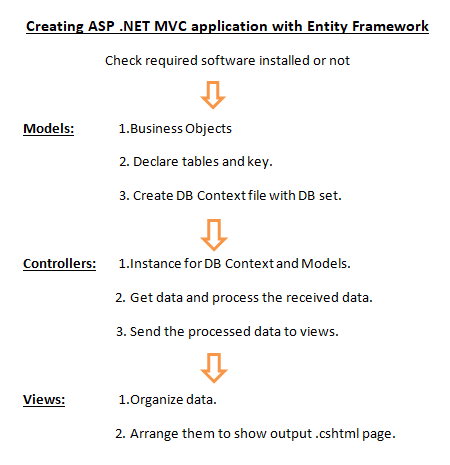 Creating ASP .NET MVC application with Entity Framework
Check required software installed or not
Models: 1.Business Objects
2. Declare tables and key.
3. Create DB Context file with DB set.
Controllers: 1.Instance for DB Context and Models.
2. Get data and process the received data.
3. Send the processed data to views.
Views: 1.Organize data.
2. Arrange them to show output .cshtml page.